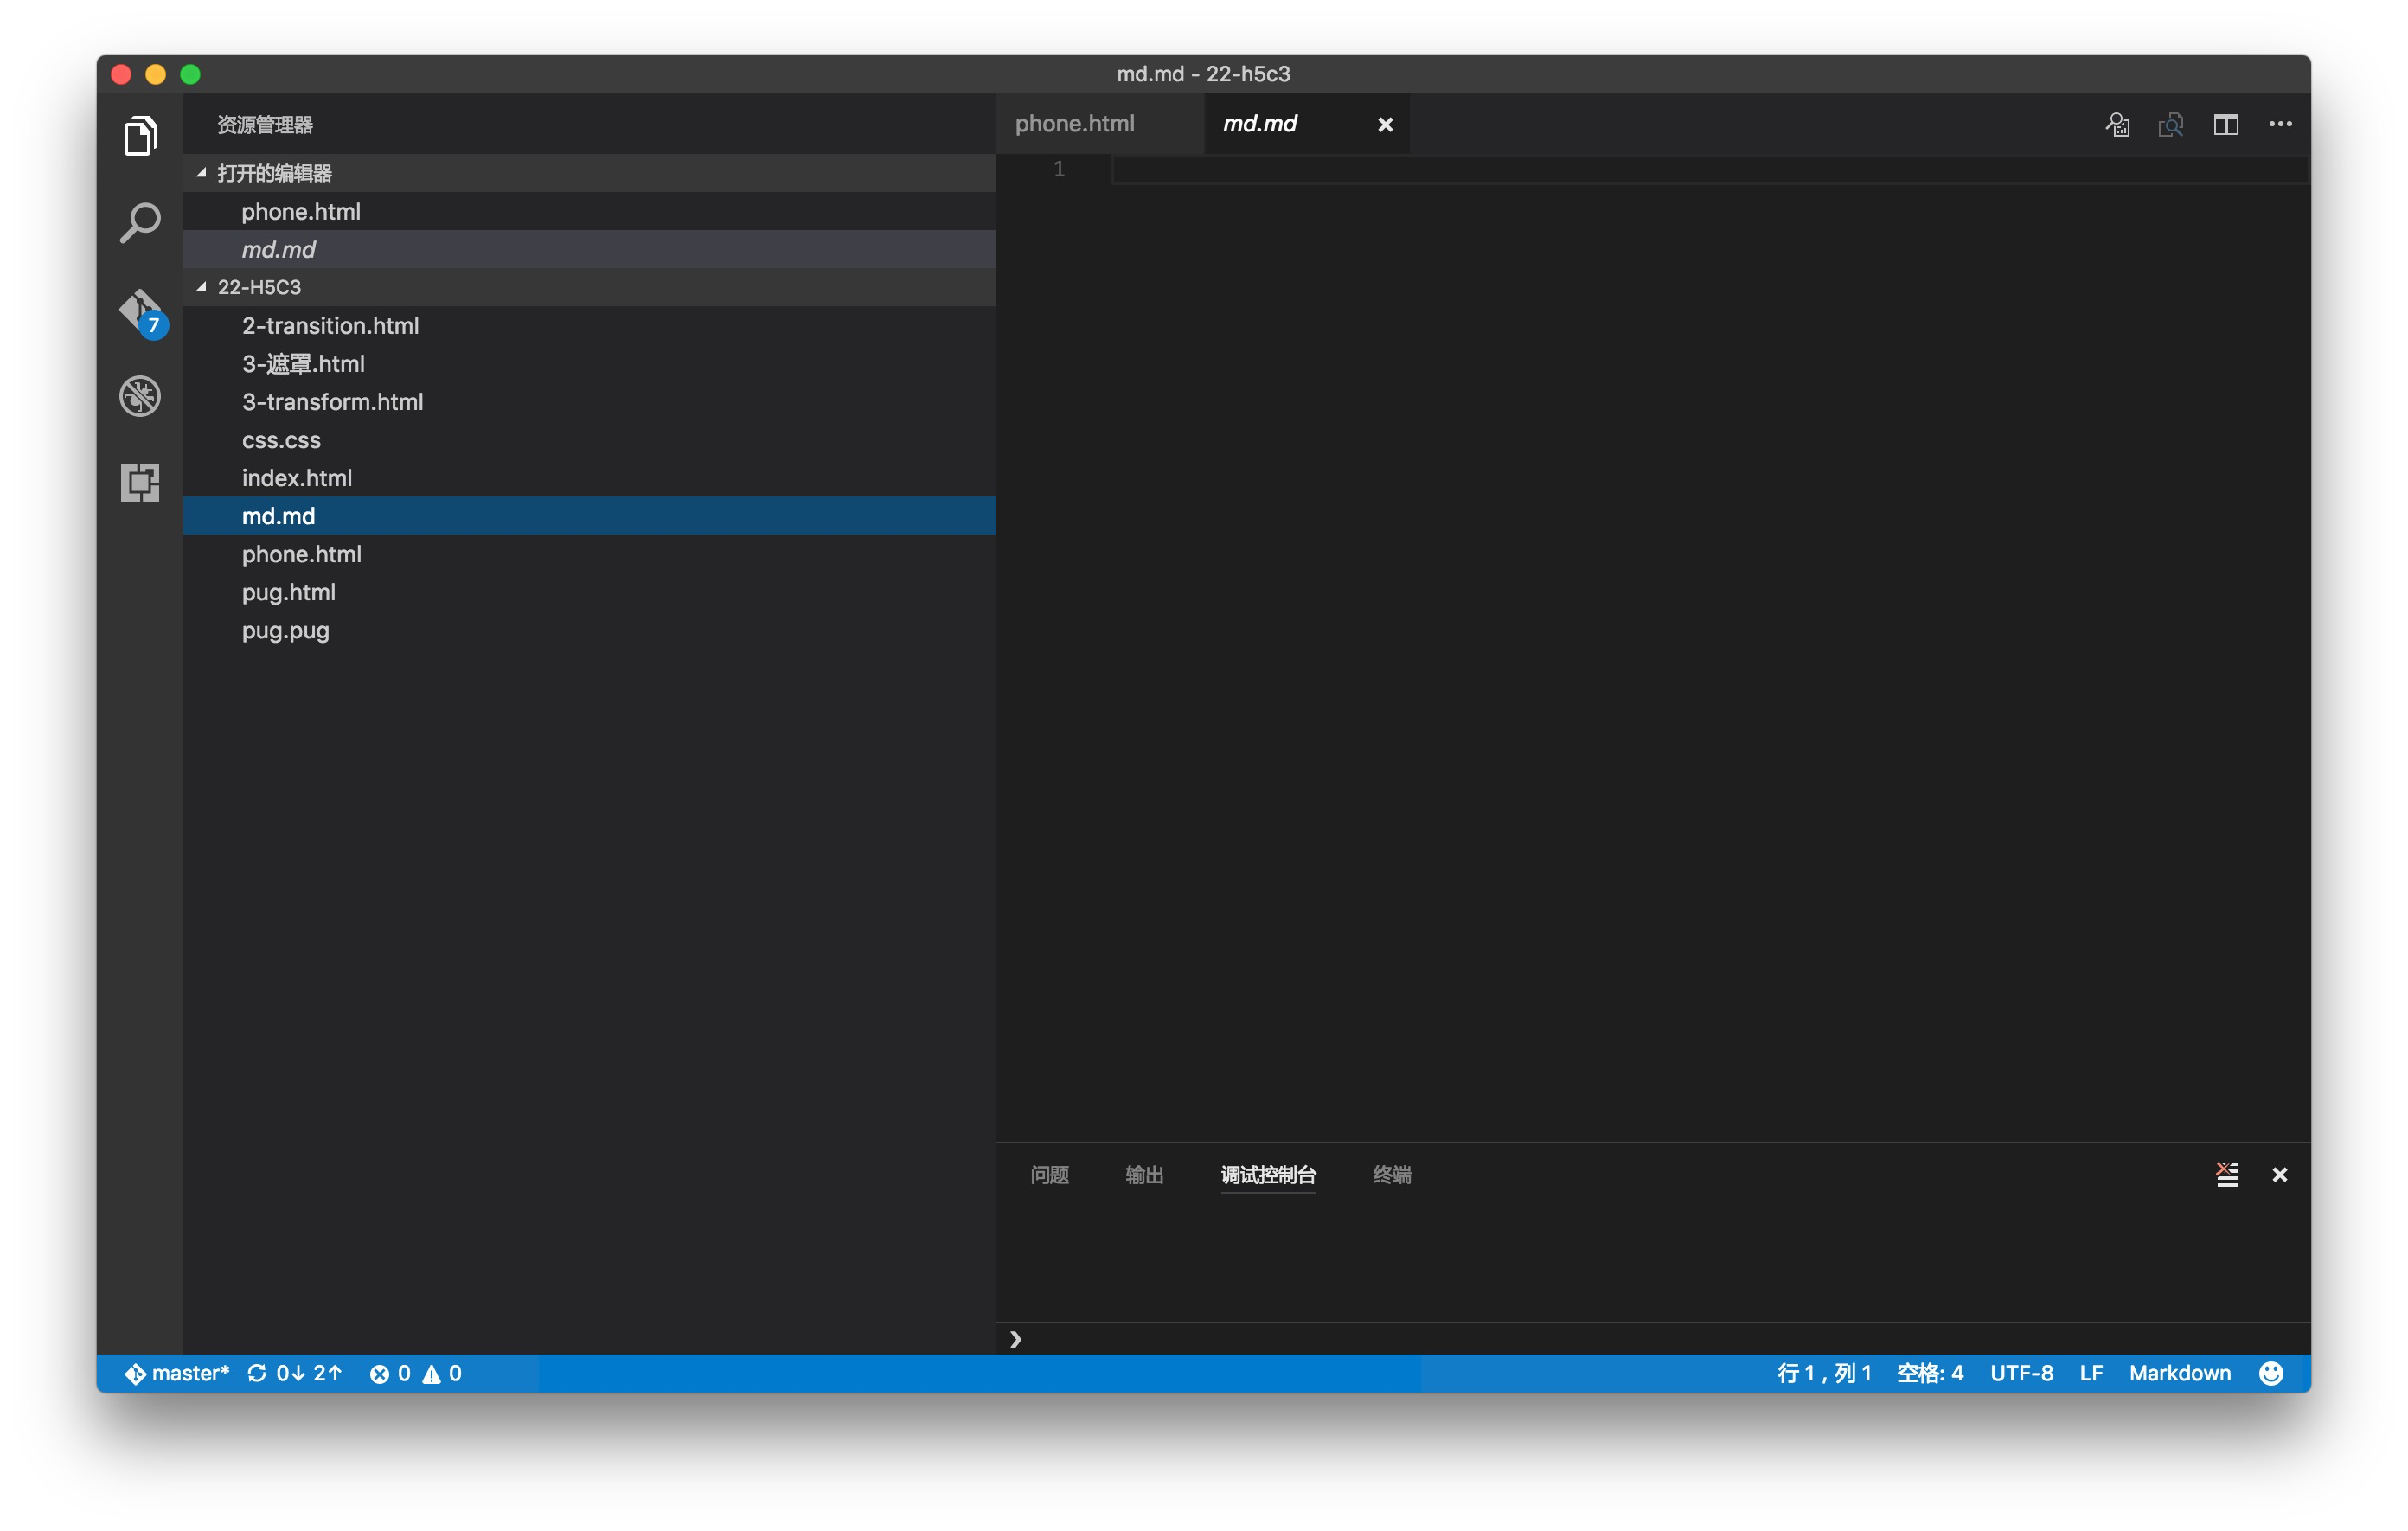 md.md - 22-h5c3
资源管理器
打开的编辑器
phone.html
md.md
22-H5C3
2-transition.html
3-遮罩.html
3-transform.html
css.css
index.html
md.md
phone.html
pug.html
pug.pug
7
phone.html
md.md
1
问题 输出 调试控制台 终端
master* 0↓ 2↑ 0 0 行 1 , 列 1 空格: 4 UTF-8 LF Markdown